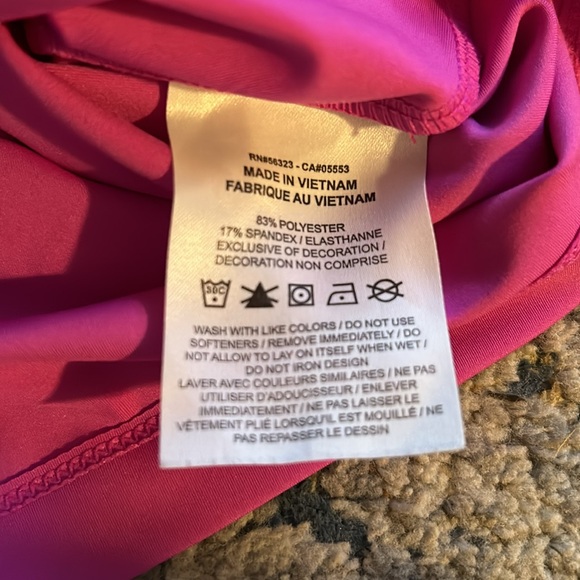 RN#56323 - CA#05553
MADE IN VIETNAM
FABRIQUE AU VIETNAM
83% POLYESTER
17% SPANDEX / ELASTHANNE
EXCLUSIVE OF DECORATION /
DECORATION NON COMPRISE
30C
WASH WITH LIKE COLORS / DO NOT USE
SOFTENERS / REMOVE IMMEDIATELY / DO
NOT ALLOW TO LAY ON ITSELF WHEN WET /
DO NOT IRON DESIGN
LAVER AVEC COULEURS SIMILAIRES / NE PAS
UTILISER D'ADOUCISSEUR / ENLEVER
IMMEDIATEMENT / NE PAS LAISSER LE
VÊTEMENT PLIÉ LORSQU'IL EST MOUILLÉ / NE
PAS REPASSER LE DESSIN